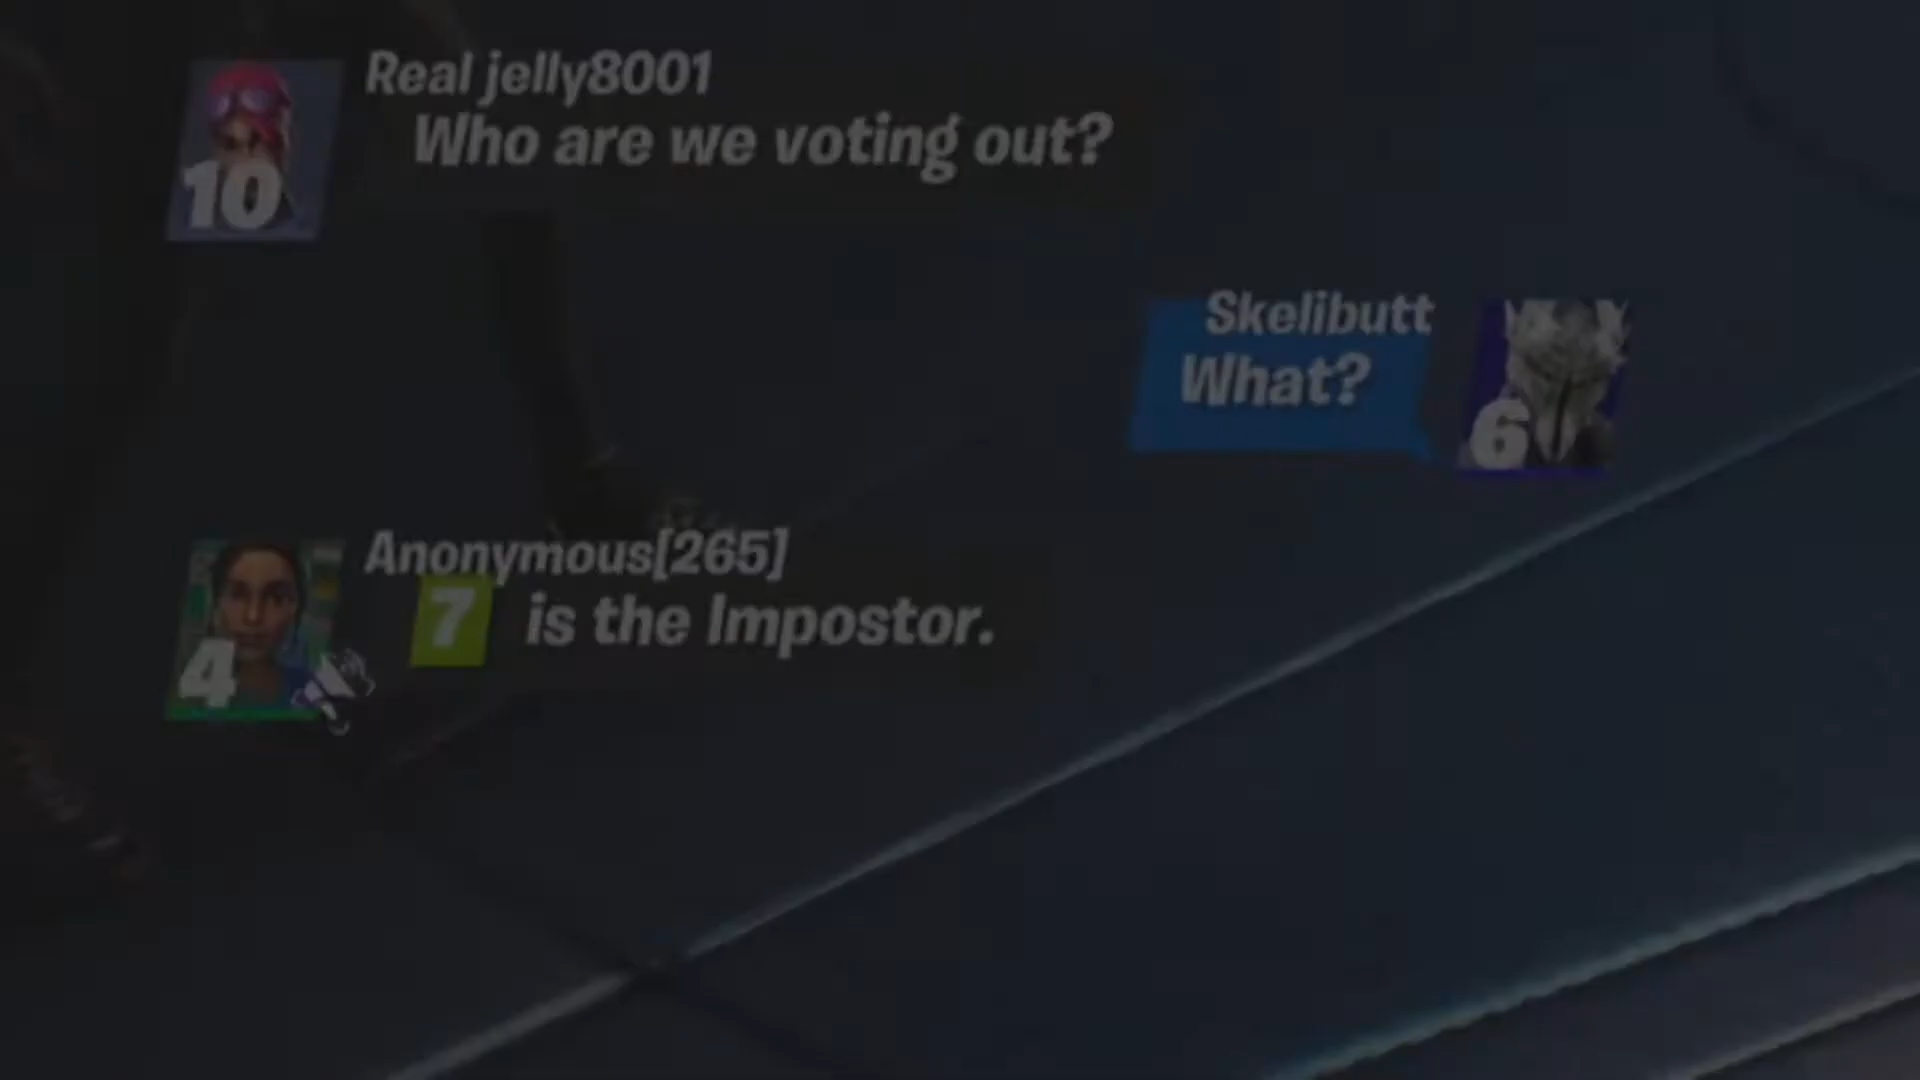 Real jelly8001
Who are we voting out?
10
Skelibutt
What?
6
Anonymous[265]
7 is the Impostor.
4